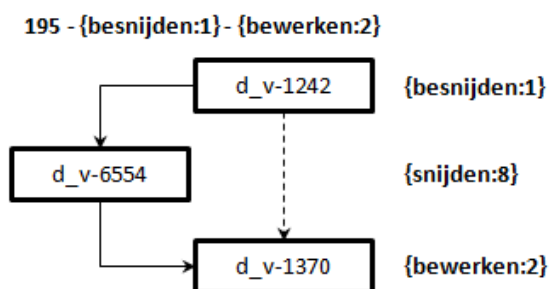 195 - {besnijden:1} - {bewerken:2}
d_v-1242 {besnijden:1}
d_v-6554 {snijden:8}
d_v-1370 {bewerken:2}